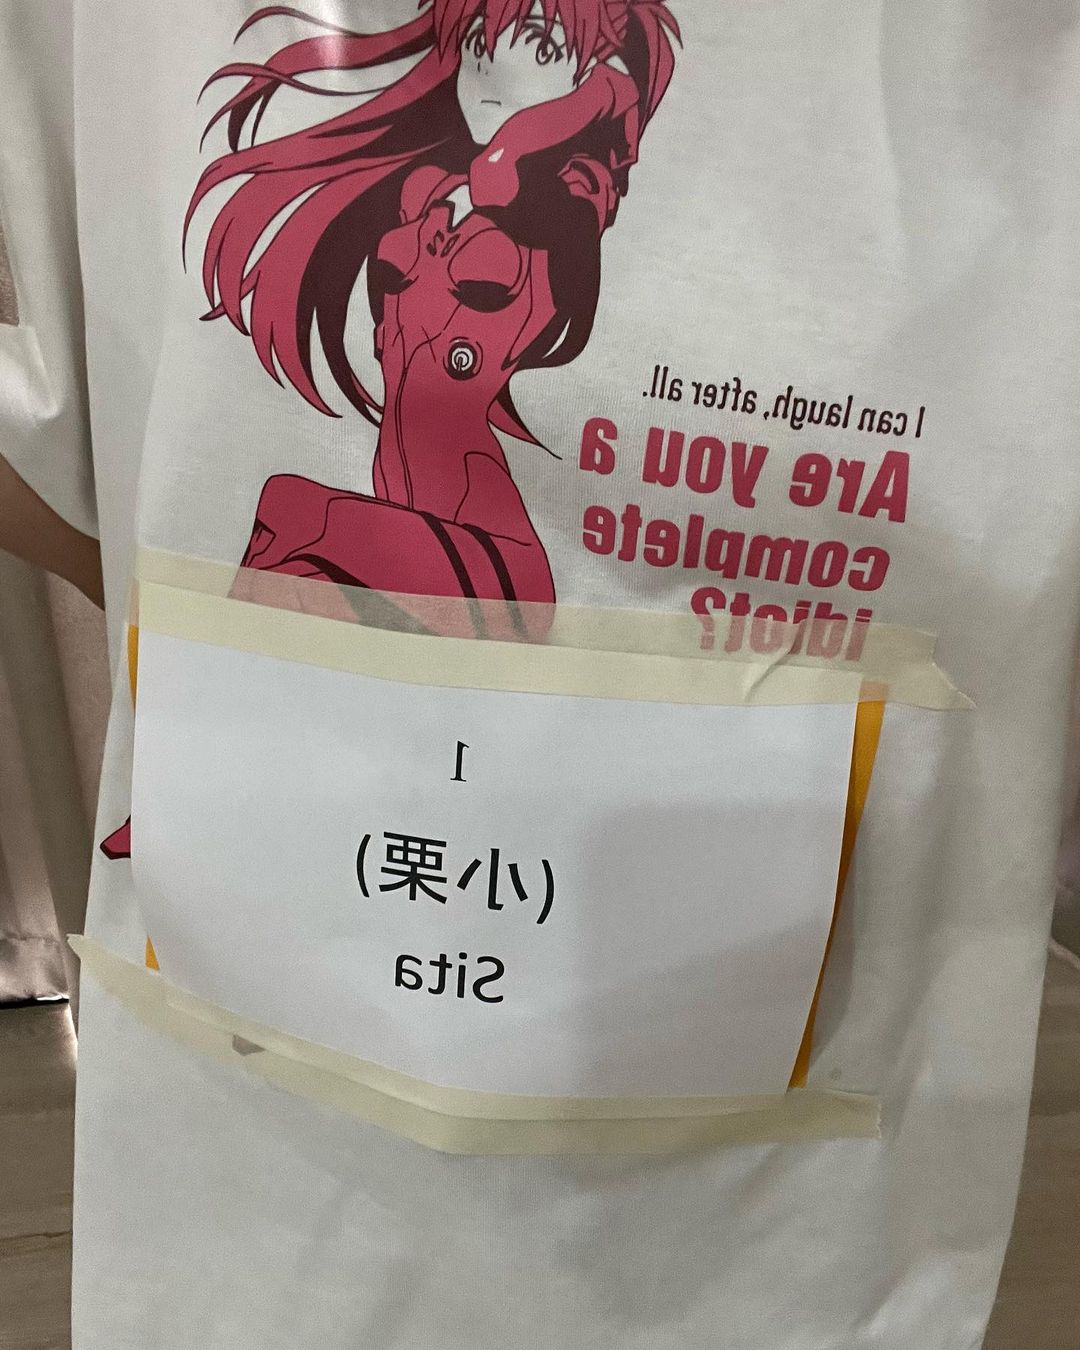 I can laugh, after all.
Are you a
complete
idiot?
1
(小栗)
Sita